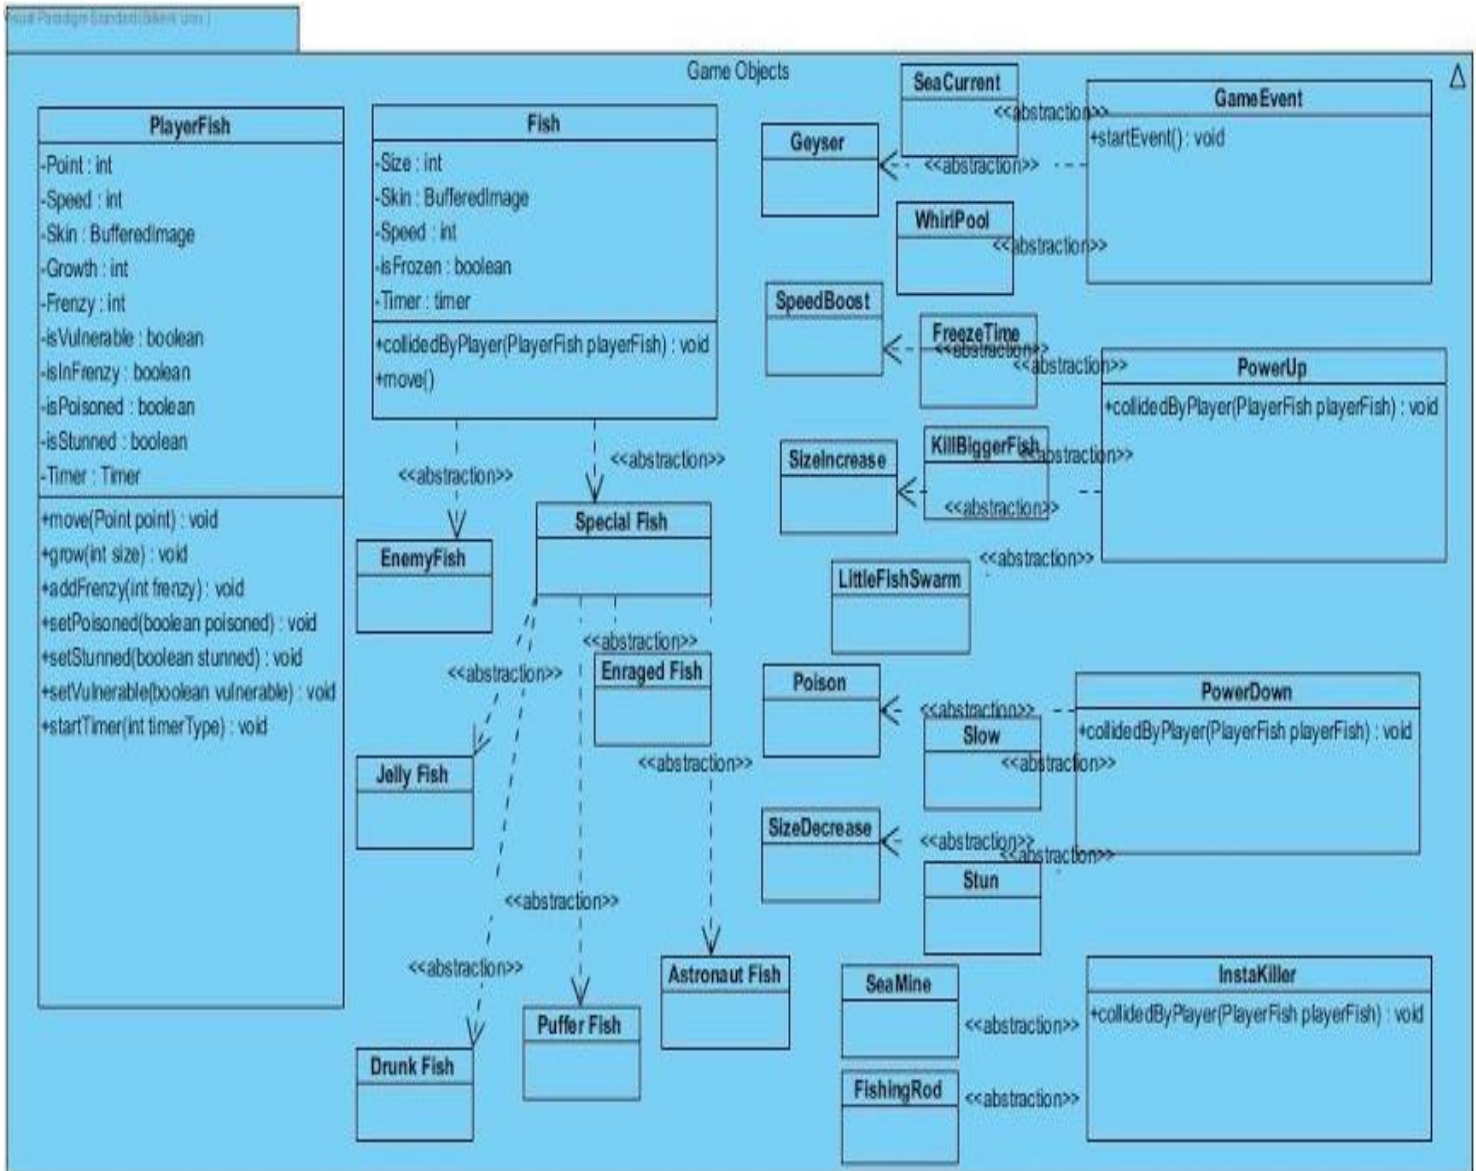 Visual Paradigm Standard(Bilkent Univ.)
Game Objects
PlayerFish
-Point : int
-Speed : int
-Skin : BufferedImage
-Growth : int
-Frenzy : int
-isVulnerable : boolean
-isInFrenzy : boolean
-isPoisoned : boolean
-isStunned : boolean
-Timer : Timer
+move(Point point) : void
+grow(int size) : void
+addFrenzy(int frenzy) : void
+setPoisoned(boolean poisoned) : void
+setStunned(boolean stunned) : void
+setVulnerable(boolean vulnerable) : void
+startTimer(int timerType) : void
Fish
-Size : int
-Skin : BufferedImage
-Speed : int
-isFrozen : boolean
-Timer : timer
+collidedByPlayer(PlayerFish playerFish) : void
+move()
<<abstraction>>
<<abstraction>>
EnemyFish
Special Fish
<<abstraction>>
<<abstraction>>
Enraged Fish
<<abstraction>>
Jelly Fish
<<abstraction>>
<<abstraction>>
Astronaut Fish
Puffer Fish
Drunk Fish
SeaCurrent
<<abstraction>>
GameEvent
+startEvent() : void
Geyser
<<abstraction>>
WhirlPool
<<abstraction>>
SpeedBoost
FreezeTime
<<abstraction>>
<<abstraction>>
PowerUp
+collidedByPlayer(PlayerFish playerFish) : void
SizeIncrease
KillBiggerFish
<<abstraction>>
<<abstraction>>
<<abstraction>>
LittleFishSwarm
Poison
<<abstraction>>
PowerDown
+collidedByPlayer(PlayerFish playerFish) : void
Slow
<<abstraction>>
SizeDecrease
<<abstraction>>
<<abstraction>>
Stun
SeaMine
<<abstraction>>
InstaKiller
+collidedByPlayer(PlayerFish playerFish) : void
FishingRod
<<abstraction>>